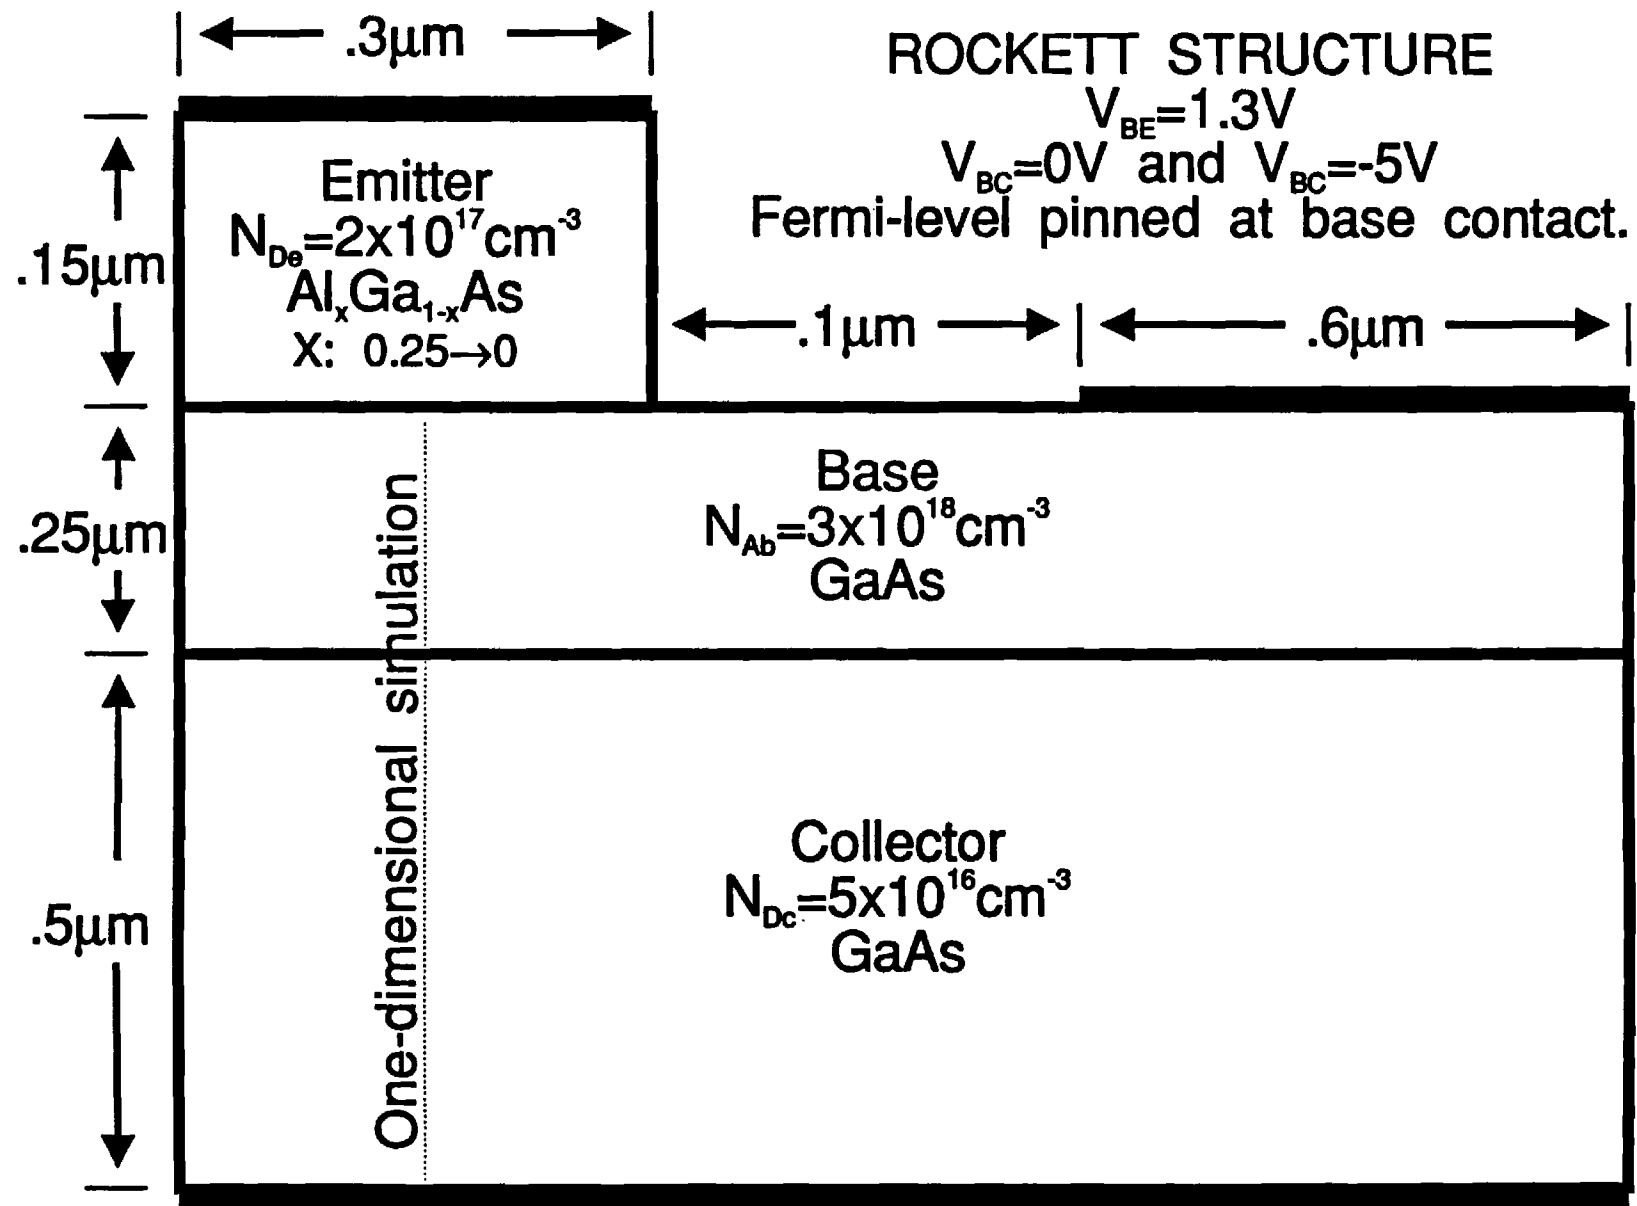 .3μm
ROCKETT STRUCTURE
V_BE=1.3V
V_BC=0V and V_BC=-5V
Fermi-level pinned at base contact.
Emitter
N_De=2x10^17cm^-3
Al_xGa_1-xAs
X: 0.25→0
.15μm
.1μm
.6μm
Base
N_Ab=3x10^18cm^-3
GaAs
.25μm
One-dimensional simulation
Collector
N_Dc=5x10^16cm^-3
GaAs
.5μm